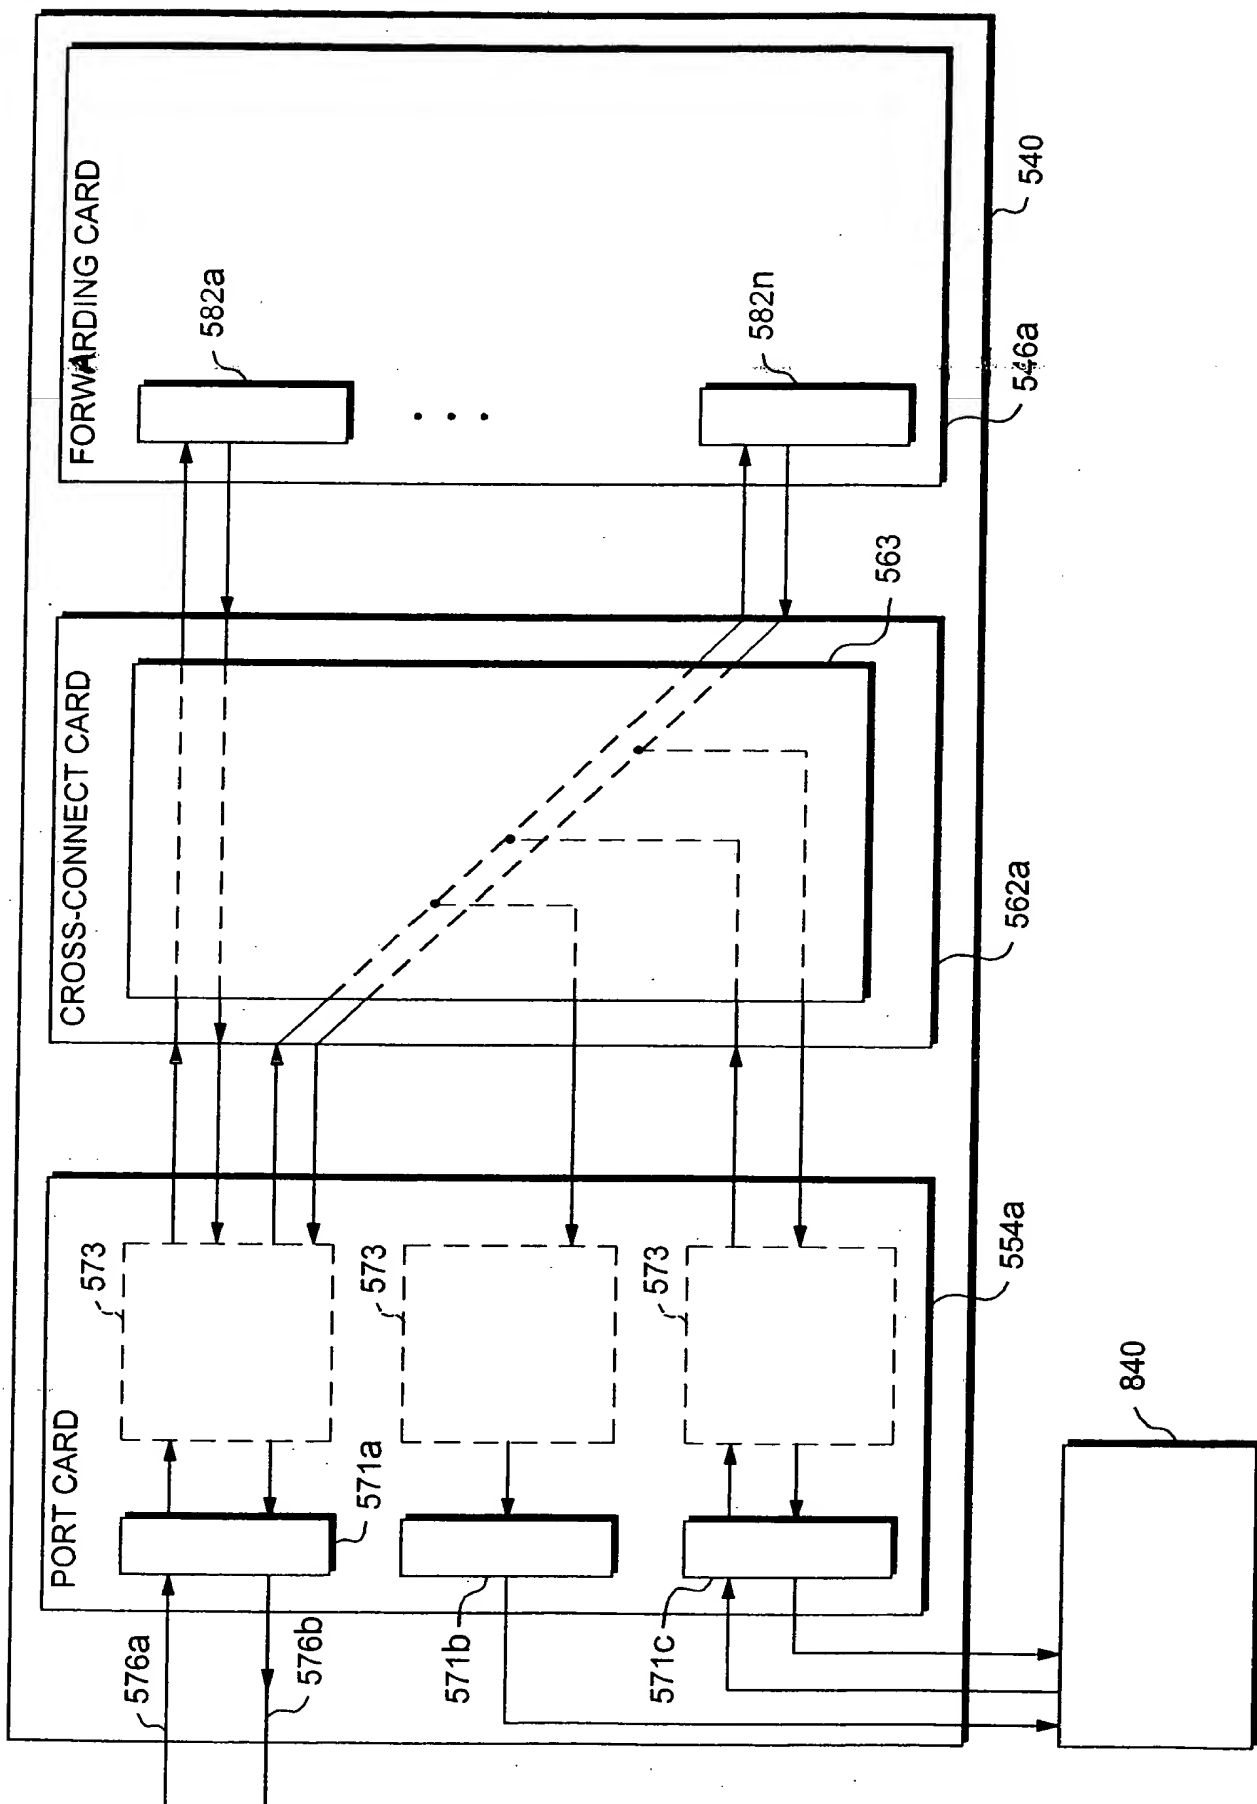 FORWARDING CARD
582a
. . .
582n
546a
540
CROSS-CONNECT CARD
563
562a
PORT CARD
573
573
573
554a
571a
571b
571c
576a
576b
840